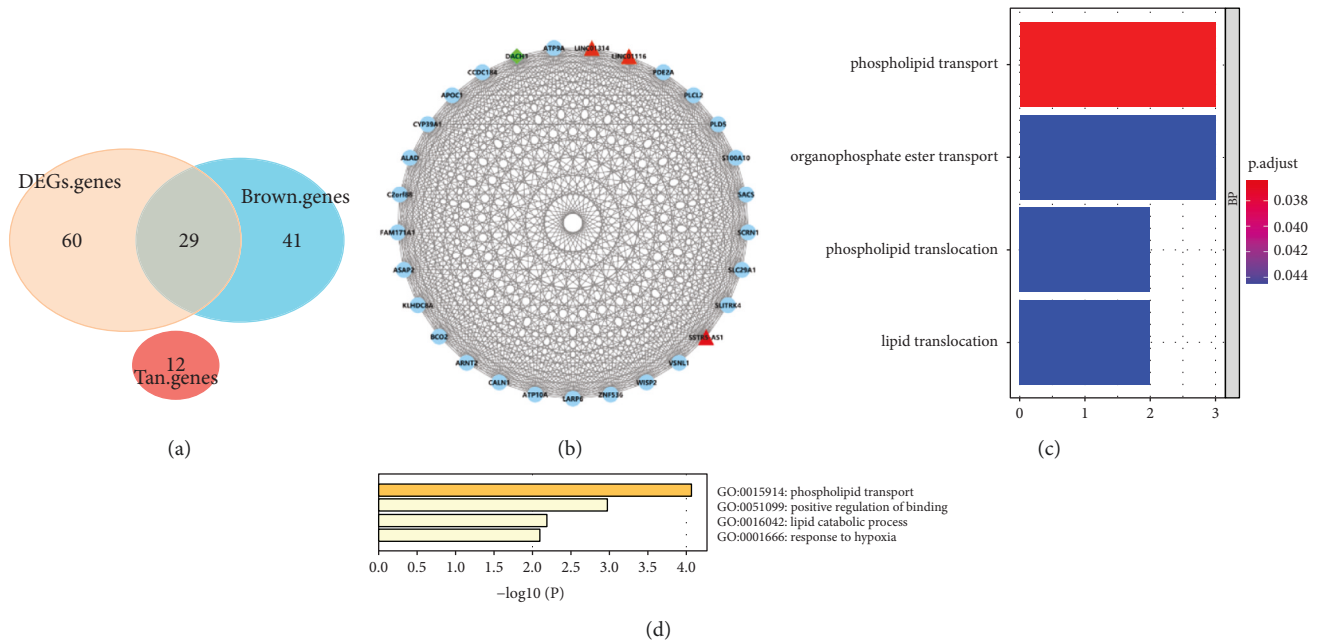 DEGs.genes
Brown.genes
60
29
41
12
Tan.genes
(a)
ATP9A
LINC01314
LINC01116
PDE2A
PLCL2
PLD5
S100A10
SACS
SCRN1
SLC29A1
SLITRK4
SSTR5-AS1
VSNL1
WISP2
ZNF536
LARP6
ATP10A
CALN1
ARNT2
BCO2
KLHDC8A
ASAP2
FAM171A1
C2orf88
ALAD
CYP39A1
APOC1
CCDC184
DACH1
(b)
phospholipid transport
organophosphate ester transport
phospholipid translocation
lipid translocation
0 1 2 3
BP
p.adjust
0.038
0.040
0.042
0.044
(c)
GO:0015914: phospholipid transport
GO:0051099: positive regulation of binding
GO:0016042: lipid catabolic process
GO:0001666: response to hypoxia
0.0 0.5 1.0 1.5 2.0 2.5 3.0 3.5 4.0
−log10 (P)
(d)